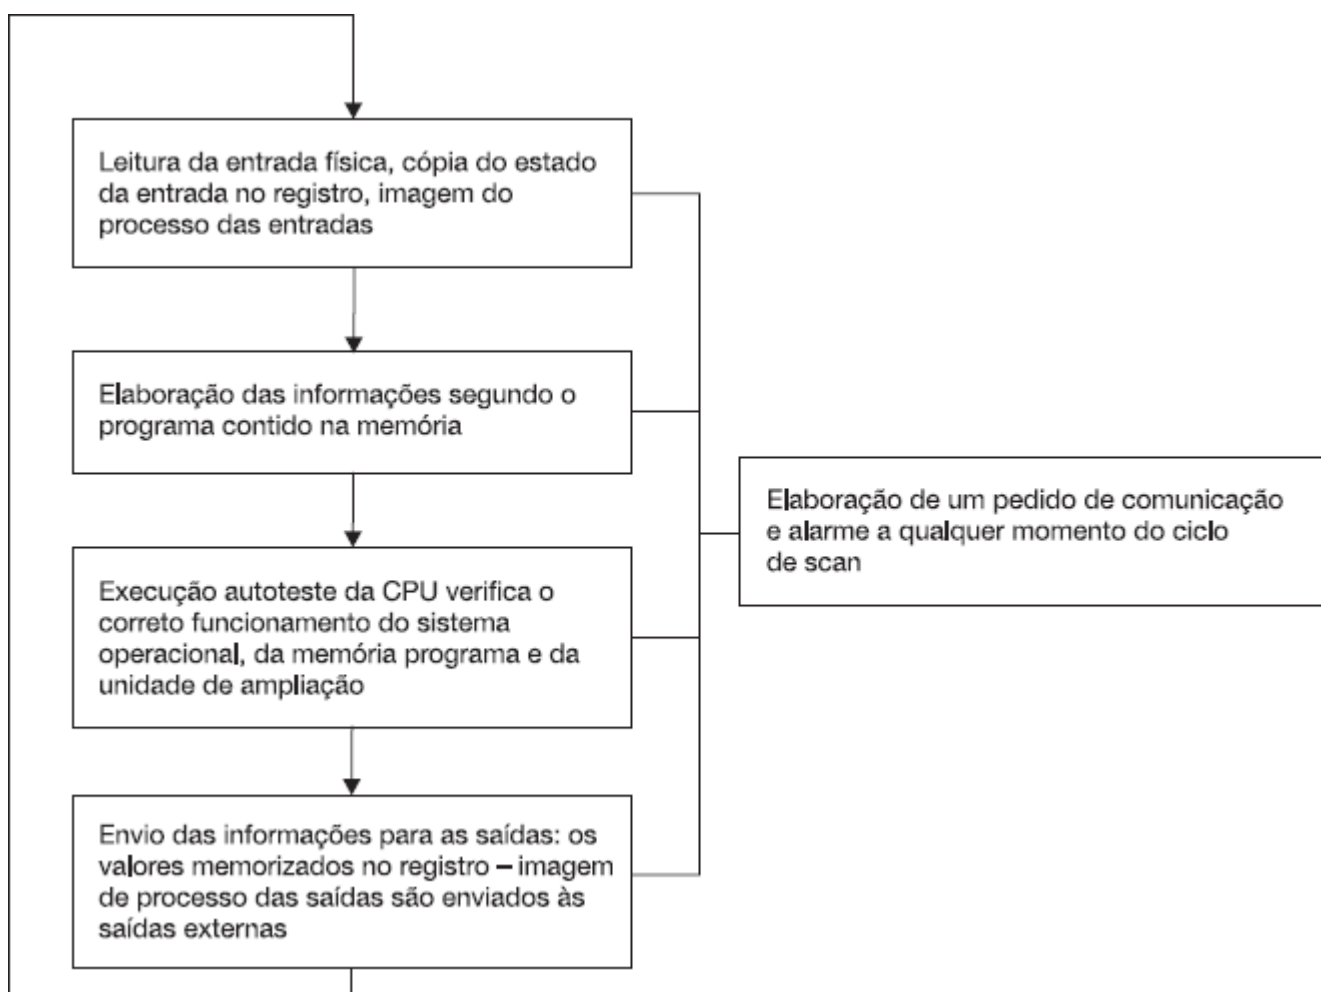 Leitura da entrada física, cópia do estado
da entrada no registro, imagem do
processo das entradas
Elaboração das informações segundo o
programa contido na memória
Execução autoteste da CPU verifica o
correto funcionamento do sistema
operacional, da memória programa e da
unidade de ampliação
Envio das informações para as saídas: os
valores memorizados no registro – imagem
de processo das saídas são enviados às
saídas externas
Elaboração de um pedido de comunicação
e alarme a qualquer momento do ciclo
de scan